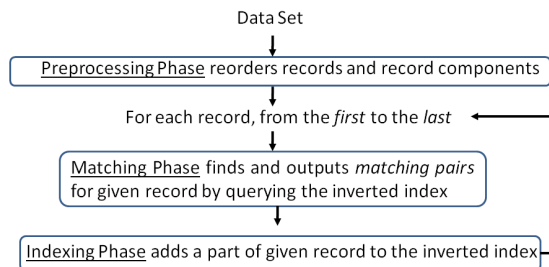 Data Set
Preprocessing Phase reorders records and record components
For each record, from the first to the last
Matching Phase finds and outputs matching pairs
for given record by querying the inverted index
Indexing Phase adds a part of given record to the inverted index